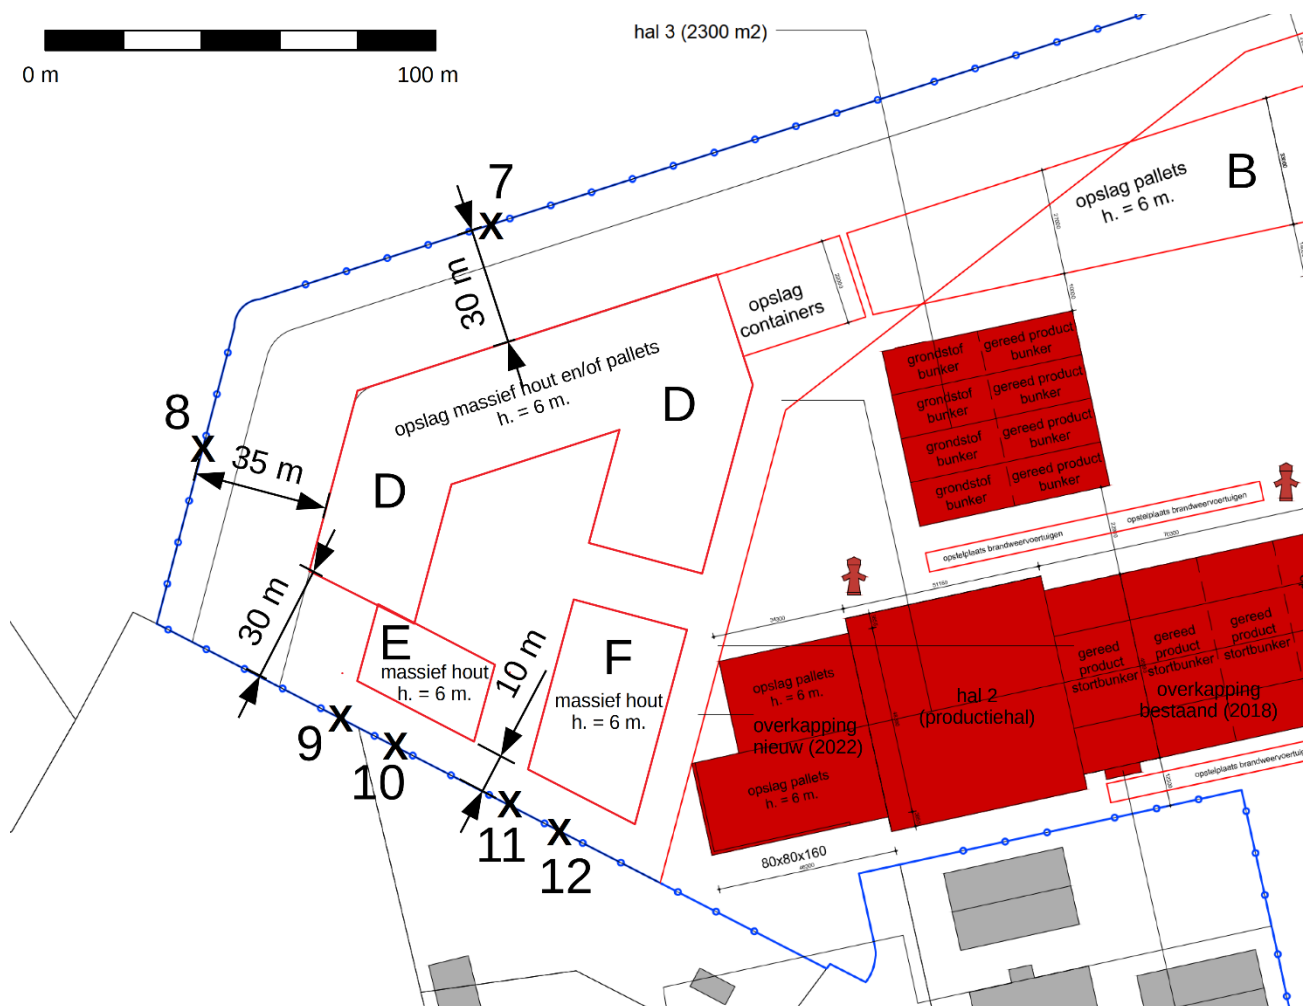 hal 3 (2300 m2)
0 m
100 m
7
B
opslag pallets
h. = 6 m.
30 m
opslag
containers
opslag massief hout en/of pallets
h. = 6 m.
D
grondstof
bunker
gereed product
bunker
grondstof
bunker
gereed product
bunker
grondstof
bunker
gereed product
bunker
grondstof
bunker
gereed product
bunker
8
35 m
D
opstelplaats brandweervoertuigen
opstelplaats brandweervoertuigen
30 m
E
massief hout
h. = 6 m.
10 m
F
massief hout
h. = 6 m.
opslag pallets
h. = 6 m.
overkapping
nieuw (2022)
opslag pallets
h. = 6 m.
hal 2
(productiehal)
gereed
product
stortbunker
gereed
product
stortbunker
gereed
product
stortbunker
overkapping
bestaand (2018)
opstelplaats brandweervoertu
9
10
11
12
80x80x160